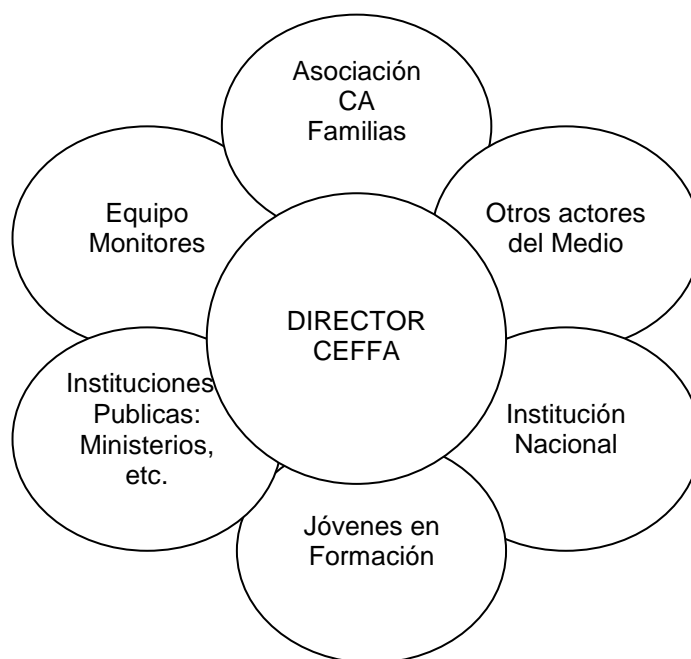 Asociación
CA
Familias
Equipo
Monitores
Otros actores
del Medio
DIRECTOR
CEFFA
Instituciones
Publicas:
Ministerios,
etc.
Institución
Nacional
Jóvenes en
Formación